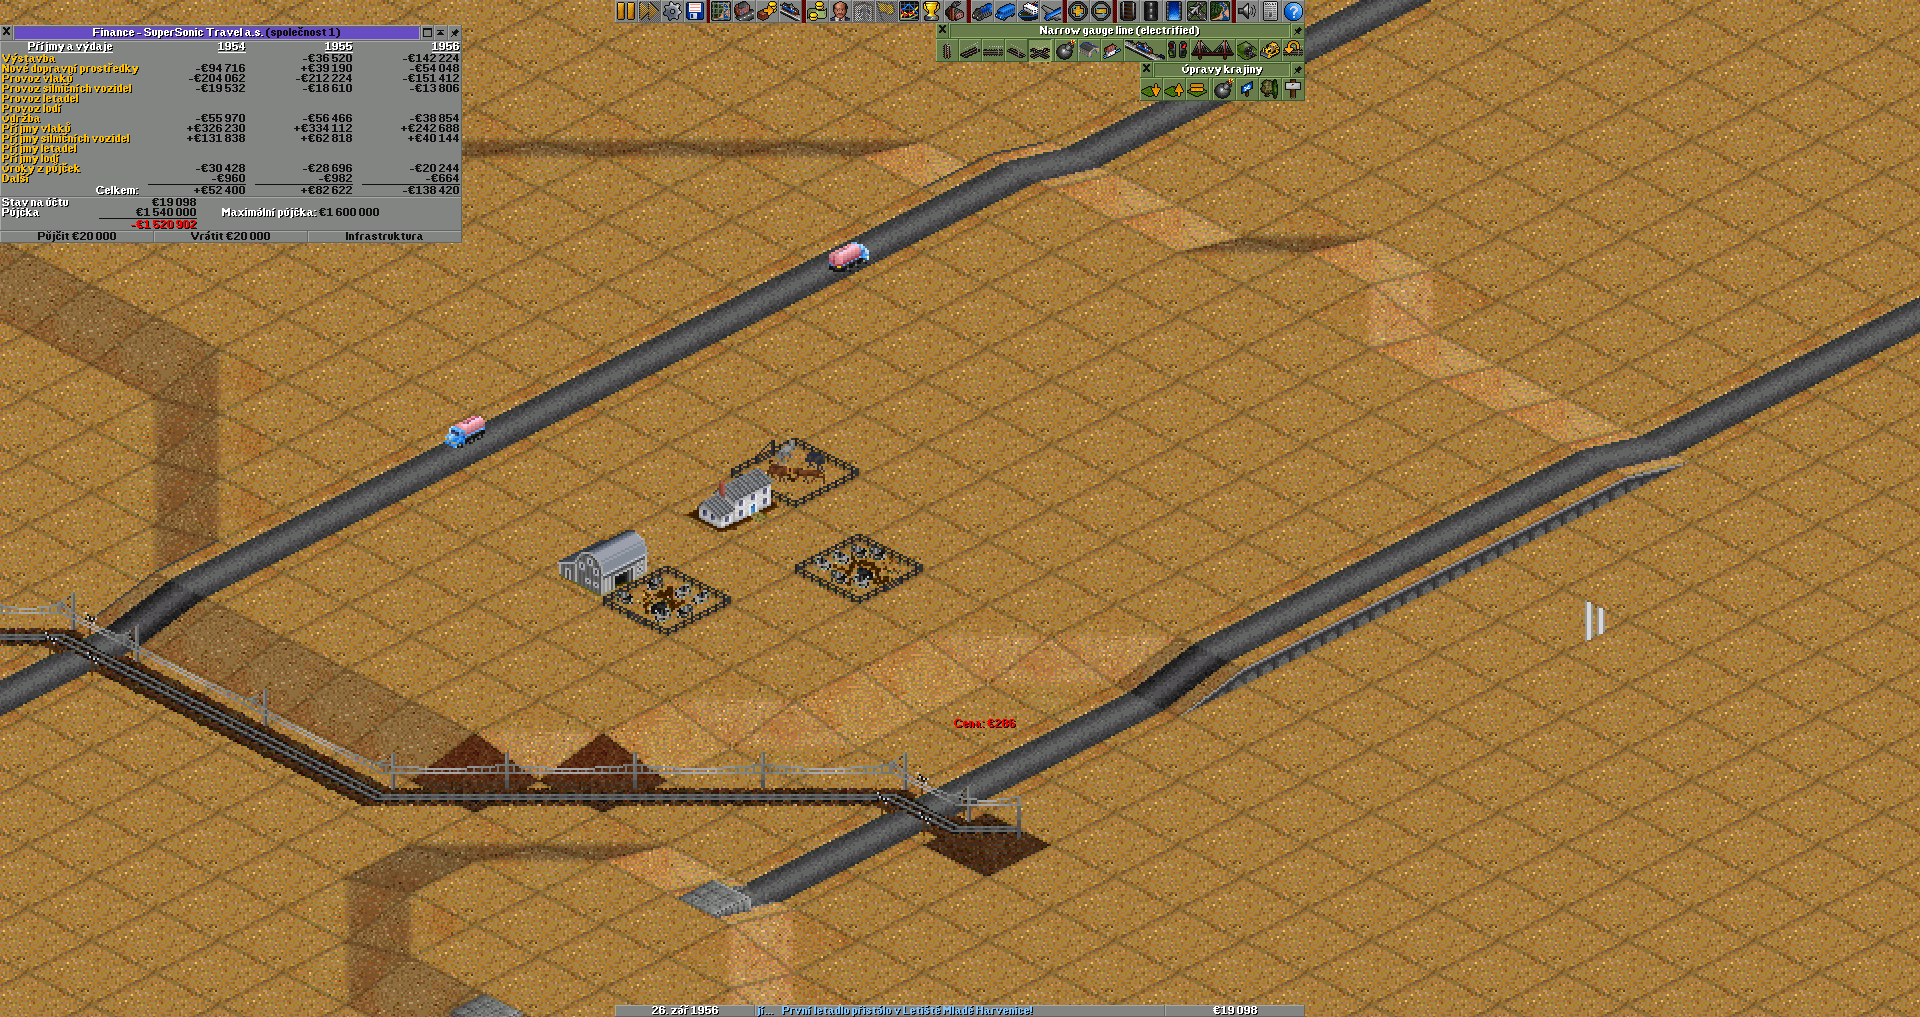 Finance - SuperSonic Travel a.s. (společnost 1)
Příjmy a výdaje 1954 1955 1956
Výstavba -€36 520 -€142 224
Nové dopravní prostředky -€94 716 +€39 190 -€54 048
Provoz vlaků -€204 062 -€212 224 -€151 412
Provoz silničních vozidel -€19 532 -€18 610 -€13 806
Provoz letadel
Provoz lodí
Údržba -€55 970 -€56 466 -€38 854
Příjmy vlaků +€326 230 +€334 112 +€242 688
Příjmy silničních vozidel +€131 838 +€62 818 +€40 144
Příjmy letadel
Příjmy lodí
Úroky z půjček -€30 428 -€28 696 -€20 244
Další -€960 -€982 -€664
Celkem: +€52 400 +€82 622 -€138 420
Stav na účtu €19 098
Půjčka €1 540 000 Maximální půjčka: €1 600 000
-€1 520 902
Půjčit €20 000 Vrátit €20 000 Infrastruktura
Narrow gauge line (electrified)
Úpravy krajiny
Cena: €286
26. zář 1956 jí... První letadlo přistálo v Letiště Mladé Harvenice! €19 098